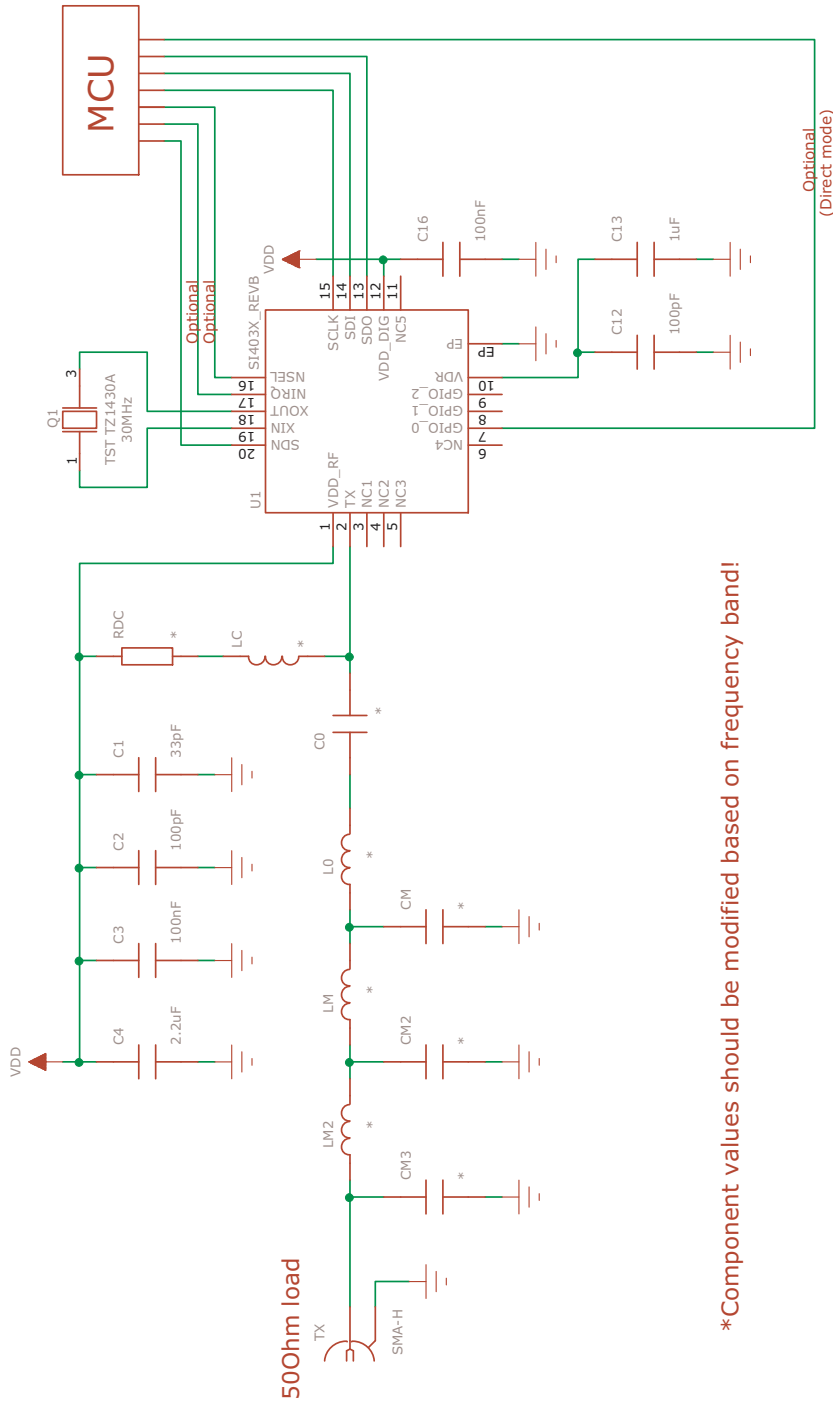 MCU
Q1
1
3
TST TZ1430A
30MHz
Optional
Optional
VDD
C16
100nF
Optional
(Direct mode)
C13
1uF
C12
100pF
SI403X_REVB
U1
20
19
18
17
16
SDN
XIN
XOUT
NIRQ
NSEL
1
2
3
4
5
VDD_RF
TX
NC1
NC2
NC3
15
14
13
12
11
SCLK
SDI
SDO
VDD_DIG
NC5
6
7
8
9
10
EP
NC4
GPIO_0
GPIO_1
GPIO_2
VDR
EP
VDD
C4
2.2uF
C3
100nF
C2
100pF
C1
33pF
RDC
*
LC
*
C0
*
L0
*
CM
*
LM
*
CM2
*
LM2
*
CM3
*
50Ohm load
TX
SMA-H
*Component values should be modified based on frequency band!